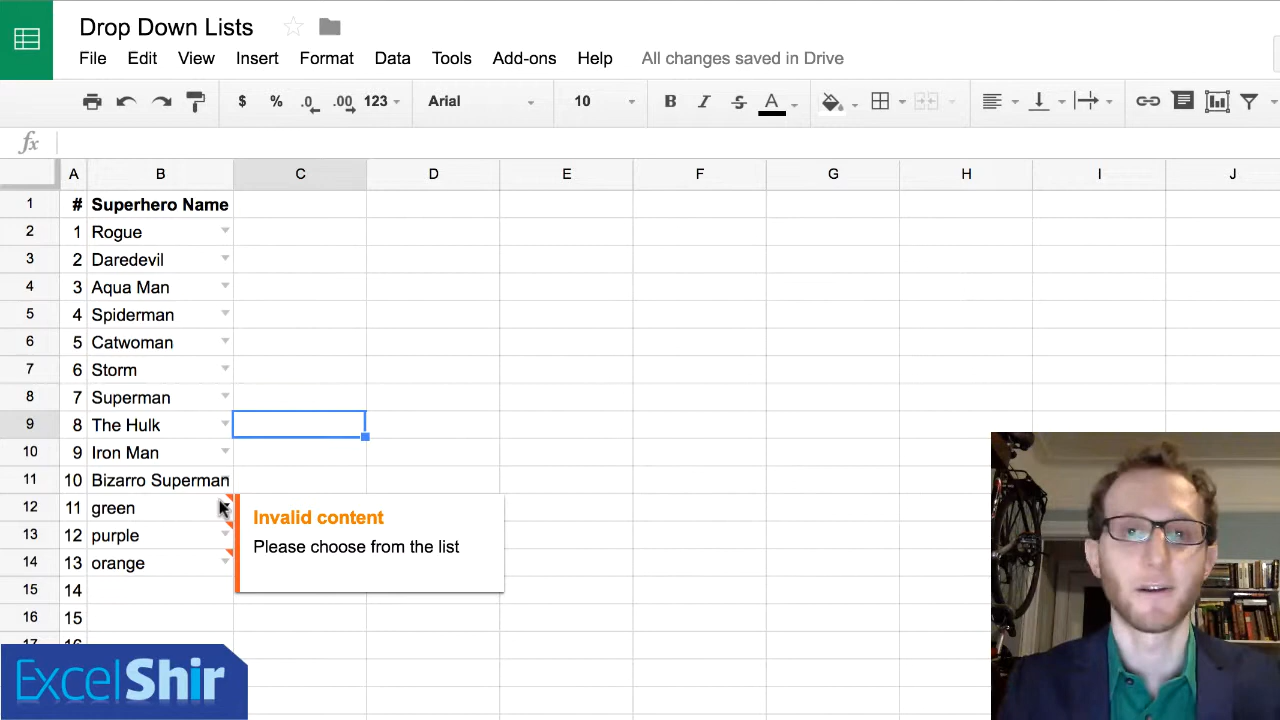 Drop Down Lists
File Edit View Insert Format Data Tools Add-ons Help All changes saved in Drive
$ % .0 .00 123 Arial 10 B I S A
fx
A B C D E F G H I J
1 # Superhero Name
2 1 Rogue
3 2 Daredevil
4 3 Aqua Man
5 4 Spiderman
6 5 Catwoman
7 6 Storm
8 7 Superman
9 8 The Hulk
10 9 Iron Man
11 10 Bizarro Superman
12 11 green
Invalid content
13 12 purple
Please choose from the list
14 13 orange
15 14
16 15
17 16
ExcelShir